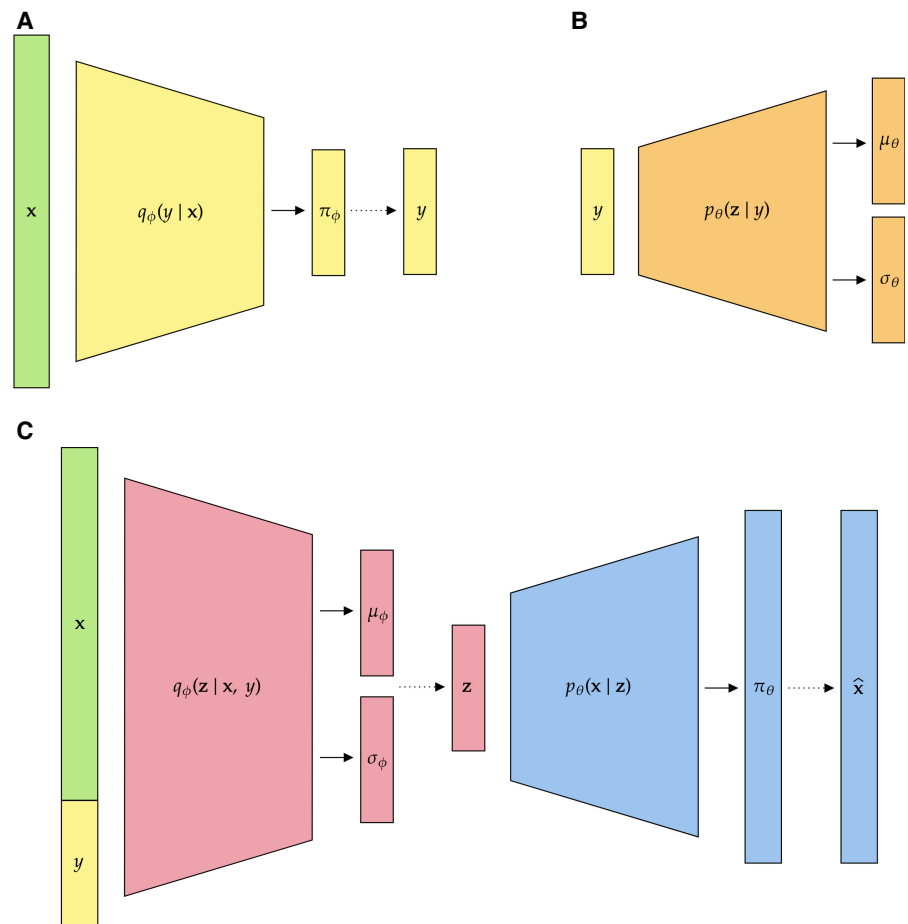 A
x
qϕ(y | x)
πϕ
y
B
y
pθ(z | y)
μθ
σθ
C
x
y
qϕ(z | x, y)
μϕ
σϕ
z
pθ(x | z)
πθ
x̂